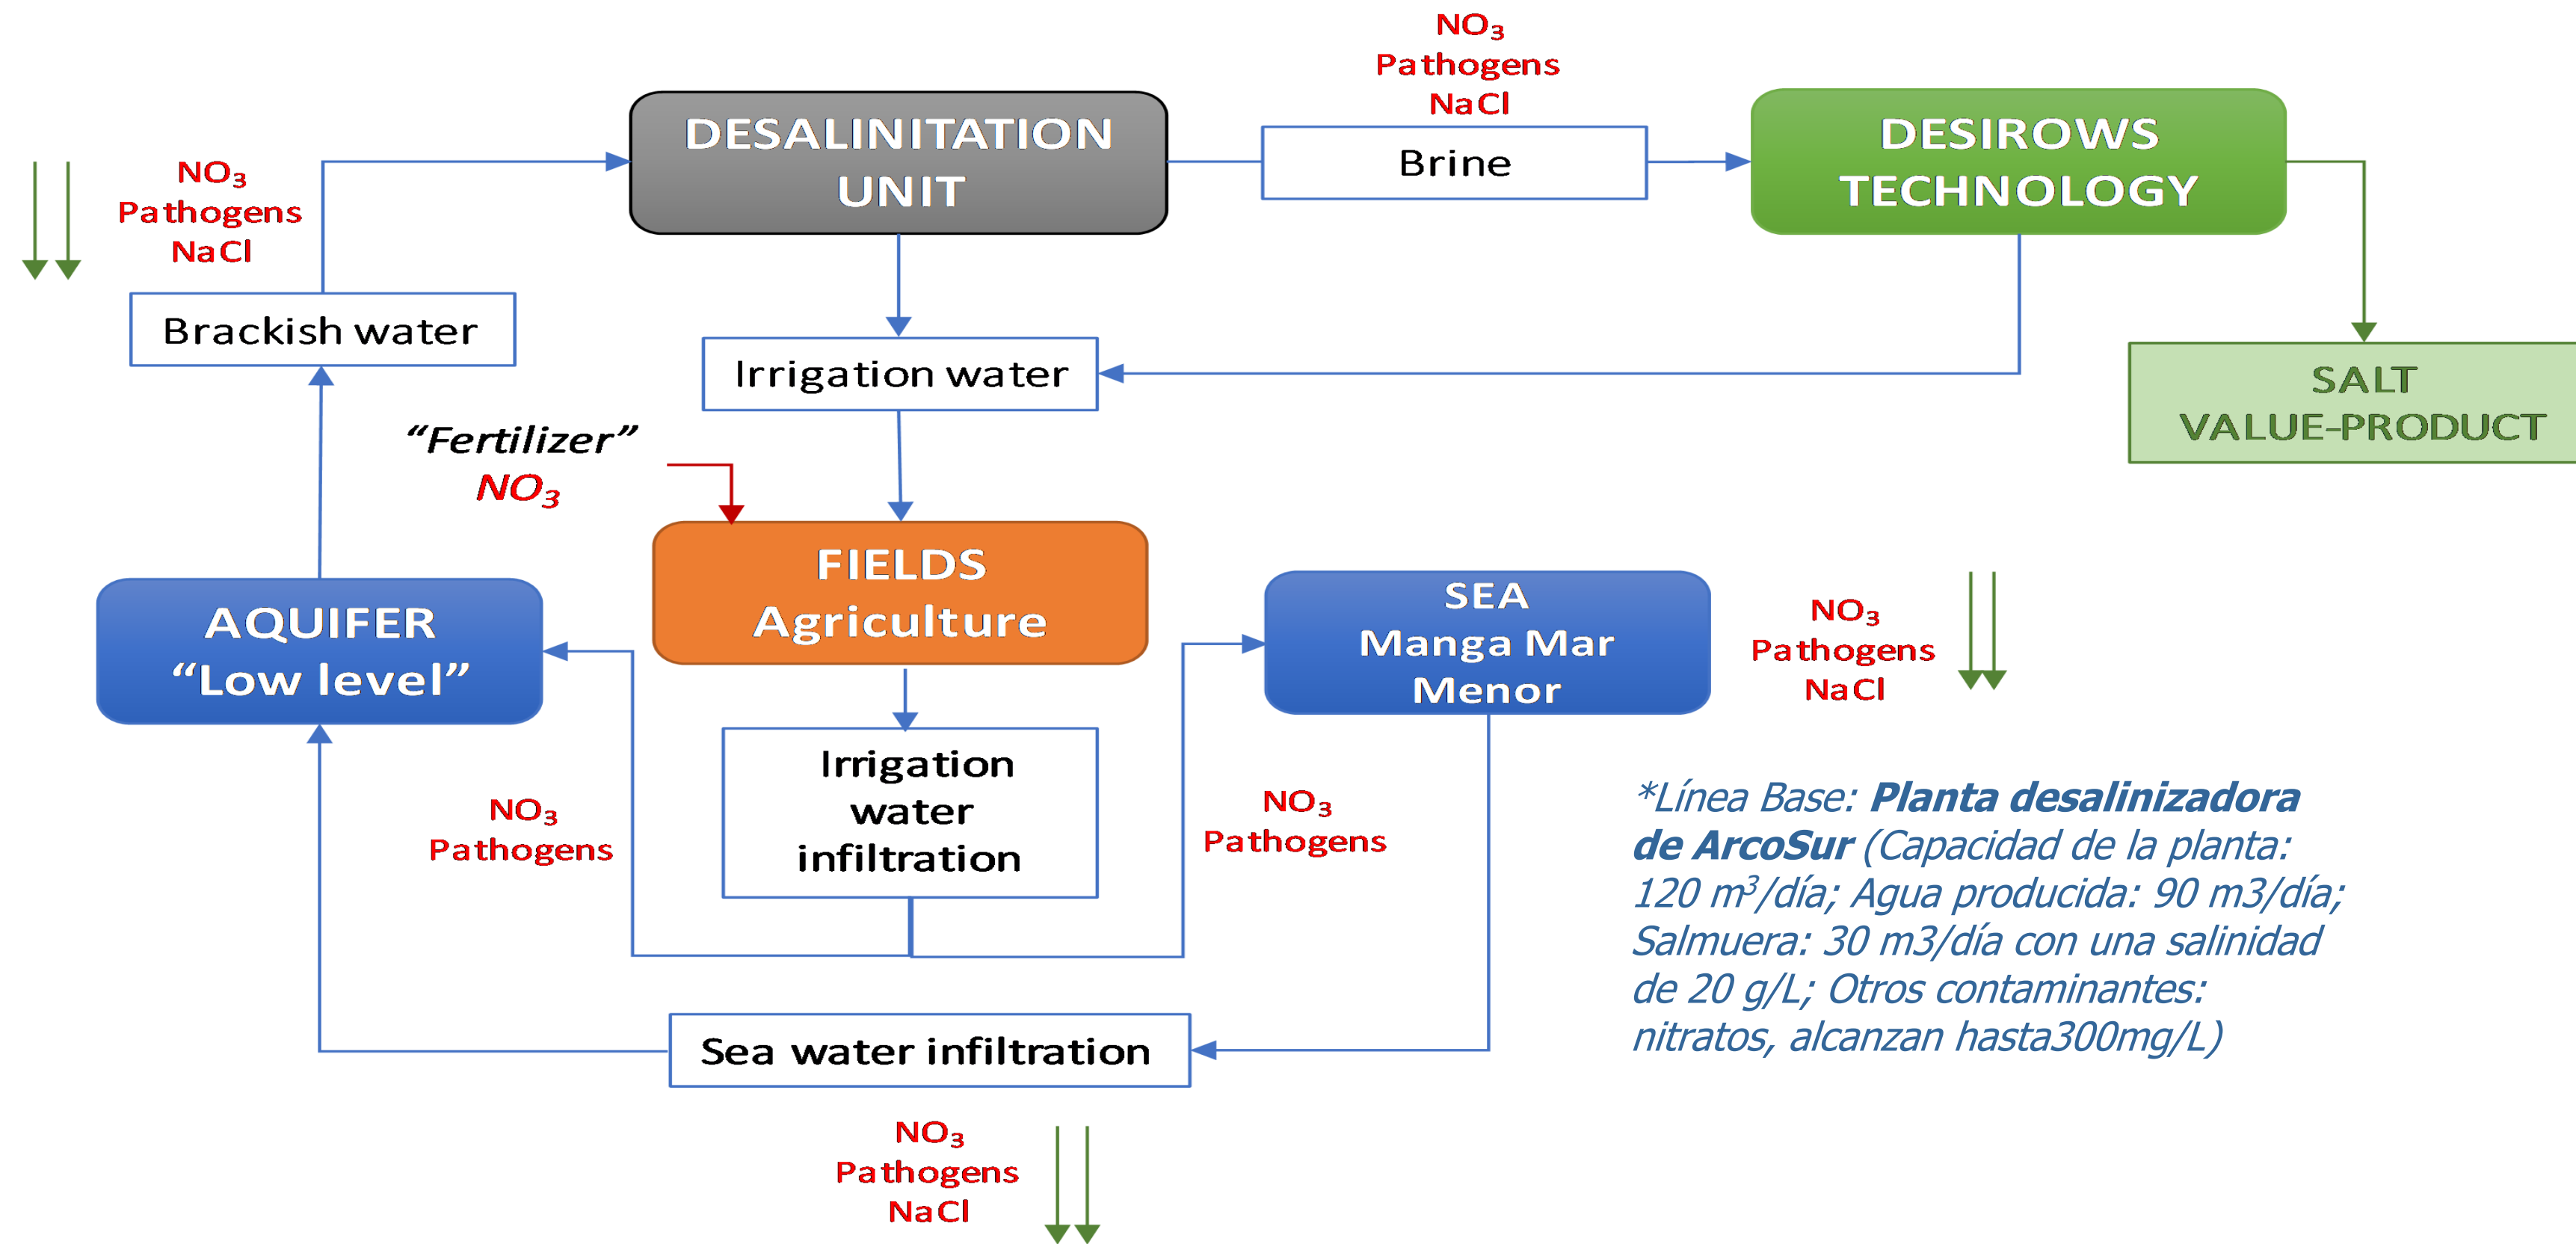 NO₃
Pathogens
NaCl
DESALINITATION
UNIT
Brine
DESIROWS
TECHNOLOGY
NO₃
Pathogens
NaCl
Brackish water
Irrigation water
SALT
VALUE-PRODUCT
“Fertilizer”
NO₃
FIELDS
Agriculture
AQUIFER
“Low level”
SEA
Manga Mar
Menor
NO₃
Pathogens
NaCl
Irrigation
water
infiltration
NO₃
Pathogens
NO₃
Pathogens
*Línea Base: Planta desalinizadora
de ArcoSur (Capacidad de la planta:
120 m³/día; Agua producida: 90 m3/día;
Salmuera: 30 m3/día con una salinidad
de 20 g/L; Otros contaminantes:
nitratos, alcanzan hasta300mg/L)
Sea water infiltration
NO₃
Pathogens
NaCl